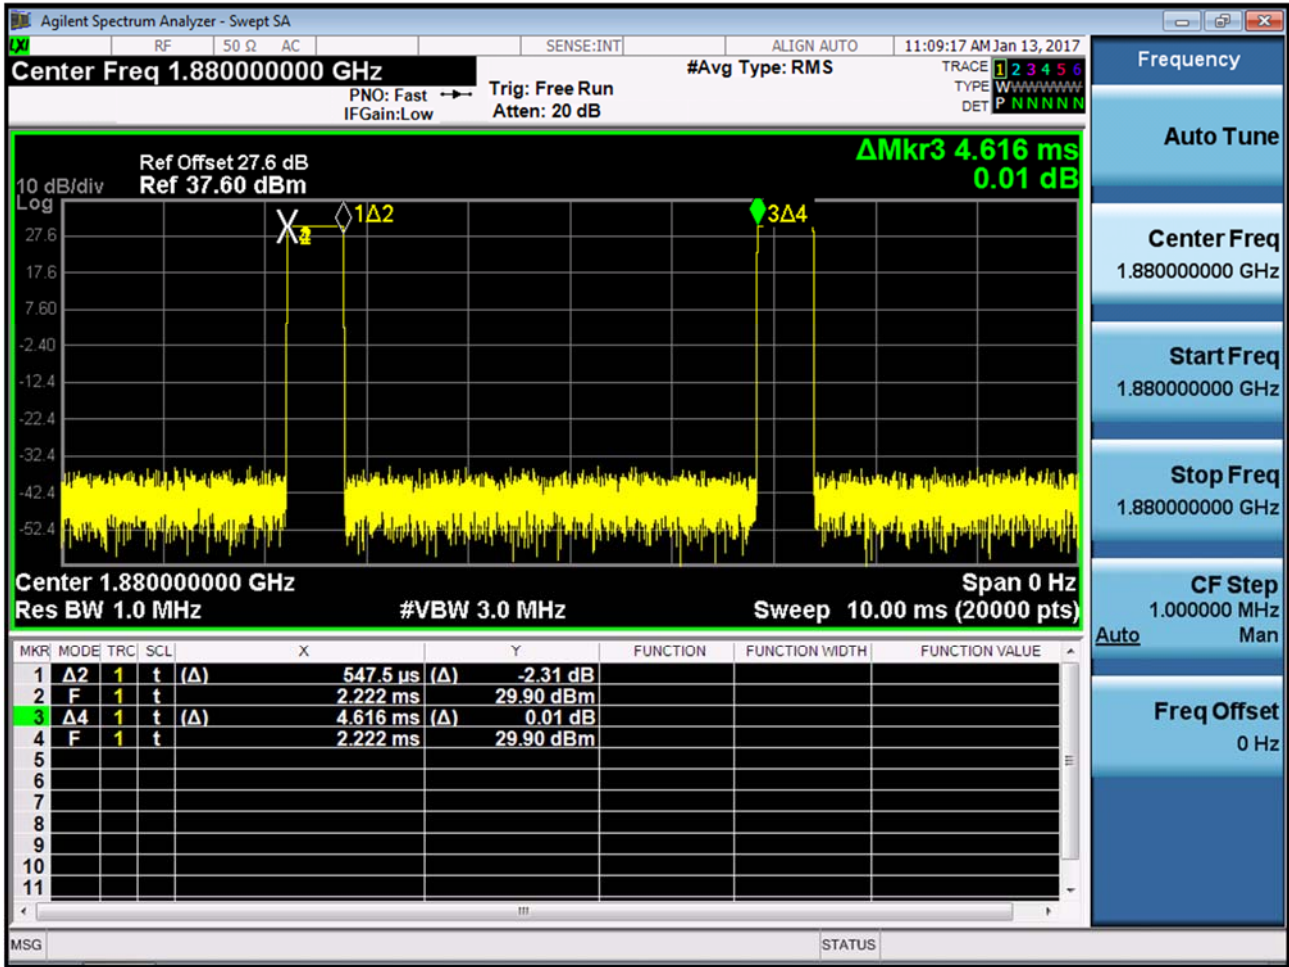 Agilent Spectrum Analyzer - Swept SA
LXI RF 50 Ω AC SENSE:INT ALIGN AUTO 11:09:17 AM Jan 13, 2017
Center Freq 1.880000000 GHz
PNO: Fast
IFGain:Low
Trig: Free Run
Atten: 20 dB
#Avg Type: RMS
TRACE 1 2 3 4 5 6
TYPE WWWWWW
DET P N N N N N
Ref Offset 27.6 dB
10 dB/div Ref 37.60 dBm
Log
ΔMkr3 4.616 ms
0.01 dB
1Δ2
3Δ4
27.6
17.6
7.60
-2.40
-12.4
-22.4
-32.4
-42.4
-52.4
Center 1.880000000 GHz Span 0 Hz
Res BW 1.0 MHz #VBW 3.0 MHz Sweep 10.00 ms (20000 pts)
MKR MODE TRC SCL X Y FUNCTION FUNCTION WIDTH FUNCTION VALUE
1 Δ2 1 t (Δ) 547.5 µs (Δ) -2.31 dB
2 F 1 t 2.222 ms 29.90 dBm
3 Δ4 1 t (Δ) 4.616 ms (Δ) 0.01 dB
4 F 1 t 2.222 ms 29.90 dBm
5
6
7
8
9
10
11
MSG STATUS
Frequency
Auto Tune
Center Freq
1.880000000 GHz
Start Freq
1.880000000 GHz
Stop Freq
1.880000000 GHz
CF Step
1.000000 MHz
Auto Man
Freq Offset
0 Hz